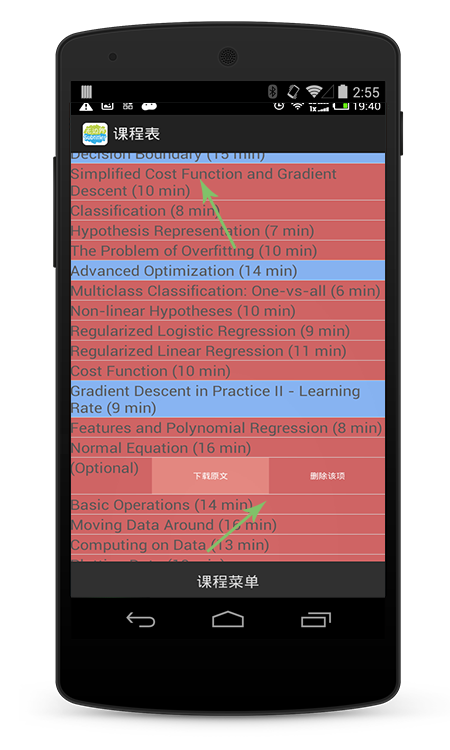 2:55
1x
19:40
课程表
Decision Boundary (15 min)
Simplified Cost Function and Gradient
Descent (10 min)
Classification (8 min)
Hypothesis Representation (7 min)
The Problem of Overfitting (10 min)
Advanced Optimization (14 min)
Multiclass Classification: One-vs-all (6 min)
Non-linear Hypotheses (10 min)
Regularized Logistic Regression (9 min)
Regularized Linear Regression (11 min)
Cost Function (10 min)
Gradient Descent in Practice II - Learning
Rate (9 min)
Features and Polynomial Regression (8 min)
Normal Equation (16 min)
(Optional)
下载原文
删除该项
Basic Operations (14 min)
Moving Data Around (16 min)
Computing on Data (13 min)
课程菜单